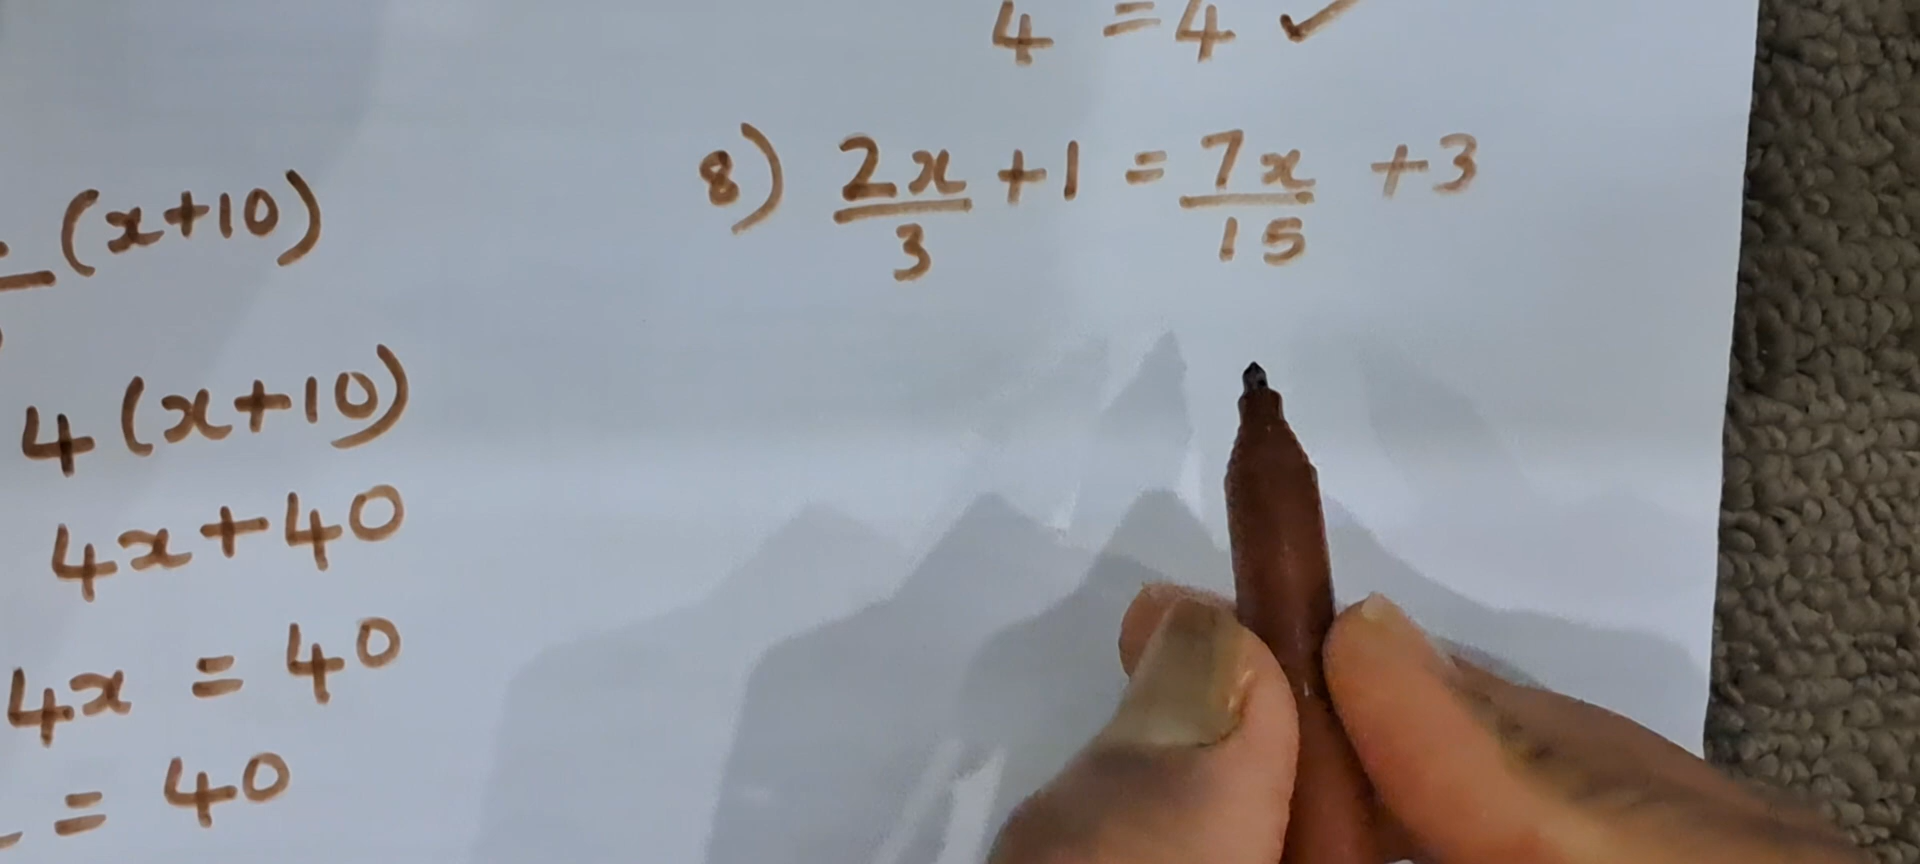 4 = 4 ✓
8) 2x/3 + 1 = 7x/15 + 3
(x+10)
4(x+10)
4x+40
4x = 40
= 40